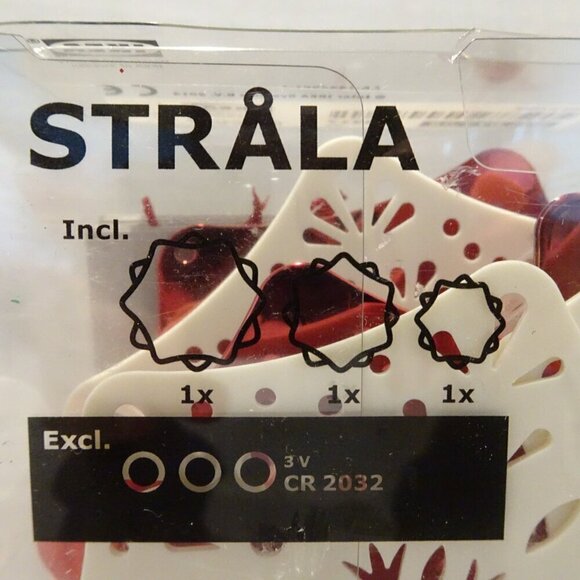 STRÅLA
Incl.
1x 1x 1x
Excl.
3 V
CR 2032